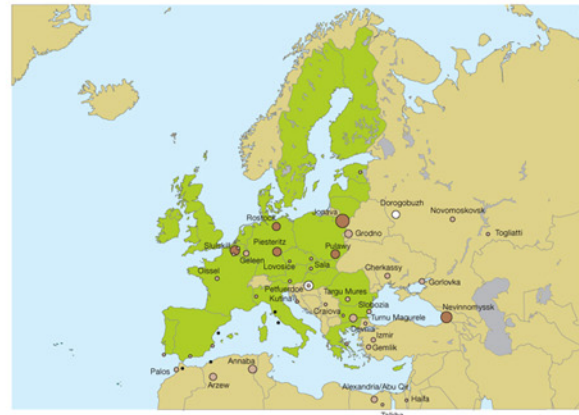 Rostock
Jonava
Dorogobuzh
Novomoskovsk
Togliatti
Grodno
Sluiskil
Piesteritz
Pulawy
Geleen
Lovosice
Sala
Oissel
Cherkassy
Gorlovka
Petfuerdoe
Targu Mures
Kutina
Slobozia
Nevinnomyssk
Craiova
Turnu Magurele
Devnia
Izmir
Gemlik
Palos
Annaba
Arzew
Alexandria/Abu Qir
Haifa